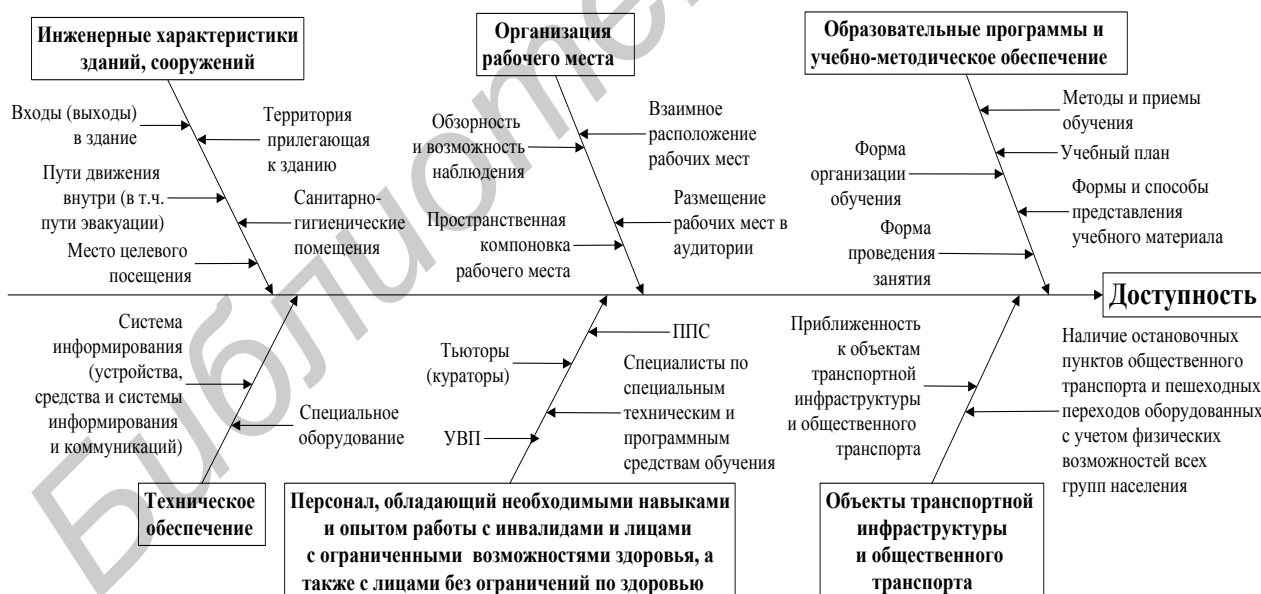 Инженерные характеристики
зданий, сооружений
Организация
рабочего места
Образовательные программы и
учебно-методическое обеспечение
Входы (выходы)
в здание
Территория
прилегающая
к зданию
Пути движения
внутри (в т.ч.
пути эвакуации)
Санитарно-
гигиенические
помещения
Место целевого
посещения
Обзорность
и возможность
наблюдения
Взаимное
расположение
рабочих мест
Пространственная
компоновка
рабочего места
Размещение
рабочих мест в
аудитории
Методы и приемы
обучения
Форма
организации
обучения
Учебный план
Формы и способы
представления
учебного материала
Форма
проведения
занятия
Доступность
Система
информирования
(устройства,
средства и системы
информирования
и коммуникаций)
Специальное
оборудование
Тьюторы
(кураторы)
ППС
Специалисты по
специальным
техническим и
программным
средствам обучения
УВП
Приближенность
к объектам
транспортной
инфраструктуры
и общественного
транспорта
Наличие остановочных
пунктов общественного
транспорта и пешеходных
переходов оборудованных
с учетом физических
возможностей всех
групп населения
Техническое
обеспечение
Персонал, обладающий необходимыми навыками
и опытом работы с инвалидами и лицами
с ограниченными возможностями здоровья, а
также с лицами без ограничений по здоровью
Объекты транспортной
инфраструктуры
и общественного
транспорта
Библиоте